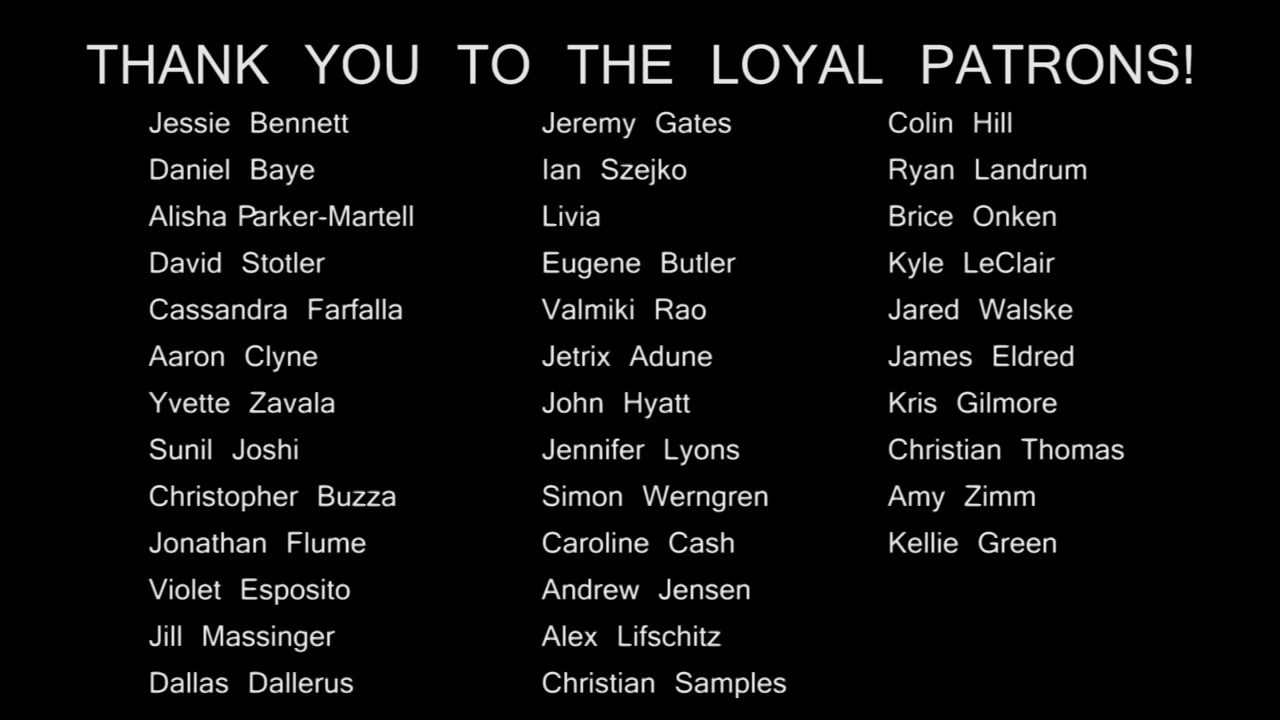 THANK YOU TO THE LOYAL PATRONS!
Jessie Bennett
Daniel Baye
Alisha Parker-Martell
David Stotler
Cassandra Farfalla
Aaron Clyne
Yvette Zavala
Sunil Joshi
Christopher Buzza
Jonathan Flume
Violet Esposito
Jill Massinger
Dallas Dallerus
Jeremy Gates
Ian Szejko
Livia
Eugene Butler
Valmiki Rao
Jetrix Adune
John Hyatt
Jennifer Lyons
Simon Werngren
Caroline Cash
Andrew Jensen
Alex Lifschitz
Christian Samples
Colin Hill
Ryan Landrum
Brice Onken
Kyle LeClair
Jared Walske
James Eldred
Kris Gilmore
Christian Thomas
Amy Zimm
Kellie Green